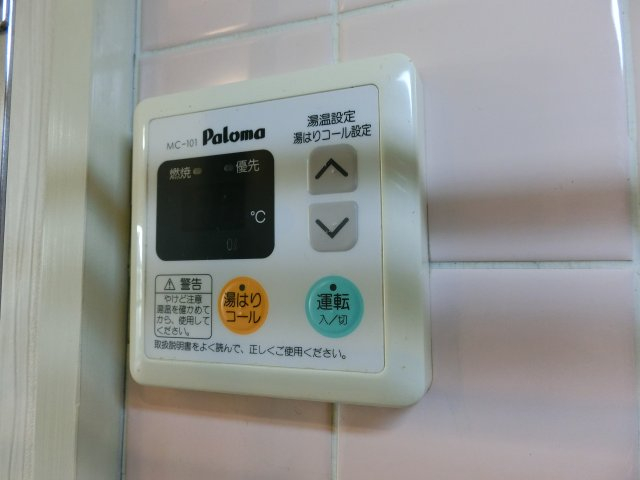 MC-101 Paloma
湯温設定
湯はりコール設定
燃焼 優先
℃
⚠ 警告
やけど注意
湯温を確かめて
から、使用して
ください。
湯はり
コール
運転
入/切
取扱説明書をよく読んで、正しくご使用ください。